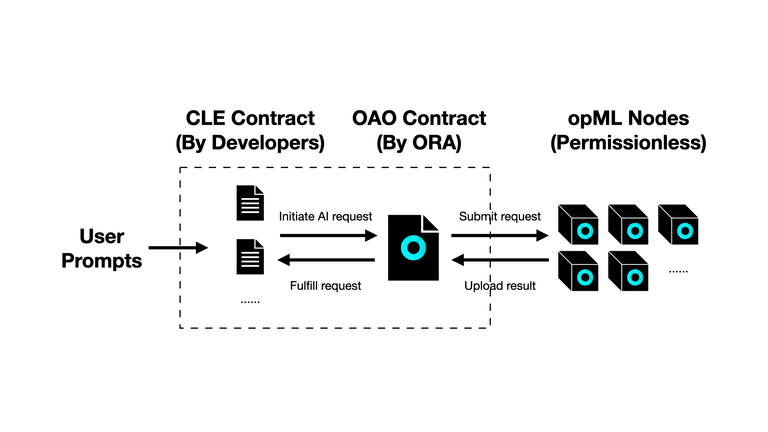 CLE Contract
(By Developers)
OAO Contract
(By ORA)
opML Nodes
(Permissionless)
User
Prompts
Initiate AI request
Fulfill request
......
Submit request
Upload result
......